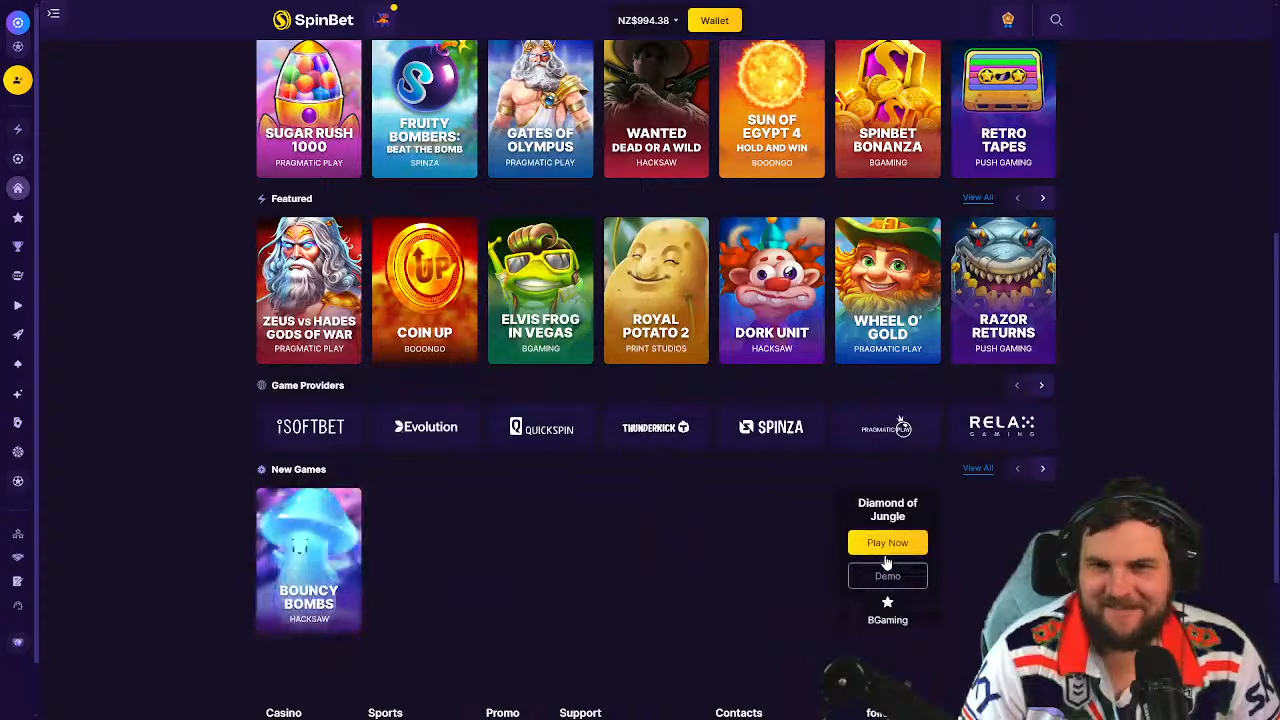 SpinBet
NZ$994.38
Wallet
SUGAR RUSH
1000
PRAGMATIC PLAY
FRUITY
BOMBERS:
BEAT THE BOMB
SPINZA
GATES OF
OLYMPUS
PRAGMATIC PLAY
WANTED
DEAD OR A WILD
HACKSAW
SUN OF
EGYPT 4
HOLD AND WIN
BOOONGO
SPINBET
BONANZA
BGAMING
RETRO
TAPES
PUSH GAMING
Featured
View All
ZEUS vs HADES
GODS OF WAR
PRAGMATIC PLAY
UP
COIN UP
BOOONGO
ELVIS FROG
IN VEGAS
BGAMING
ROYAL
POTATO 2
PRINT STUDIOS
DORK UNIT
HACKSAW
WHEEL O'
GOLD
PRAGMATIC PLAY
RAZOR
RETURNS
PUSH GAMING
Game Providers
iSOFTBET
Evolution
QUICKSPIN
THUNDERKICK
SPINZA
PRAGMATIC PLAY
RELAX
GAMING
New Games
View All
BOUNCY
BOMBS
HACKSAW
Diamond of
Jungle
Play Now
Demo
BGaming
Casino
Sports
Promo
Support
Contacts